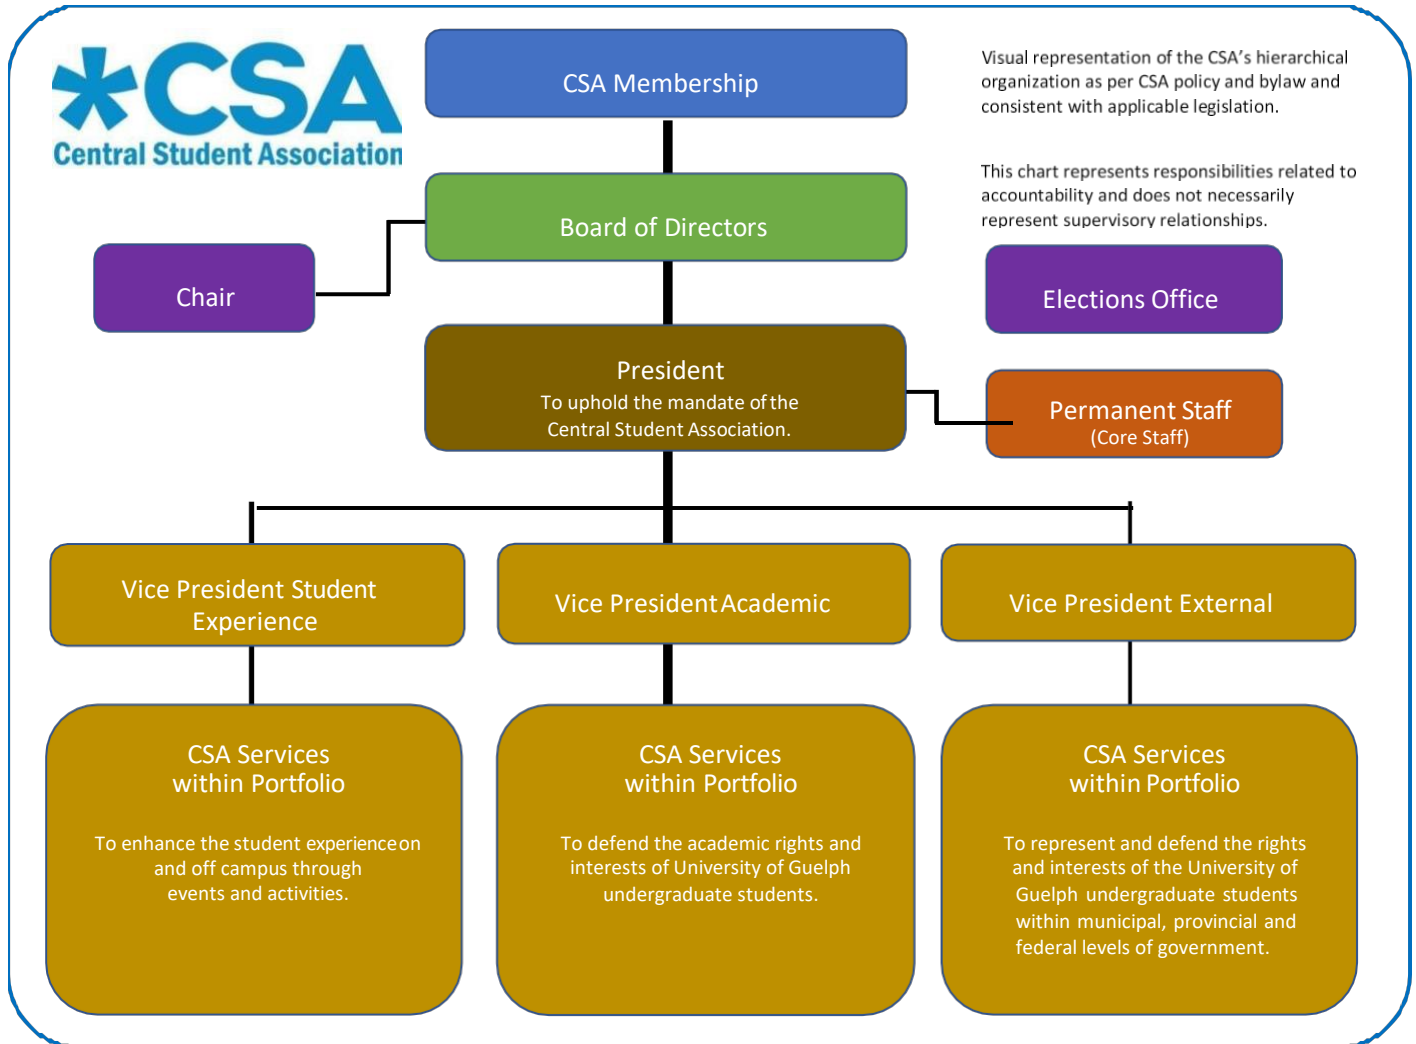 *CSA
Central Student Association
CSA Membership
Visual representation of the CSA's hierarchical
organization as per CSA policy and bylaw and
consistent with applicable legislation.
This chart represents responsibilities related to
accountability and does not necessarily
represent supervisory relationships.
Board of Directors
Chair
Elections Office
President
To uphold the mandate of the
Central Student Association.
Permanent Staff
(Core Staff)
Vice President Student
Experience
Vice President Academic
Vice President External
CSA Services
within Portfolio
To enhance the student experience on
and off campus through
events and activities.
CSA Services
within Portfolio
To defend the academic rights and
interests of University of Guelph
undergraduate students.
CSA Services
within Portfolio
To represent and defend the rights
and interests of the University of
Guelph undergraduate students
within municipal, provincial and
federal levels of government.